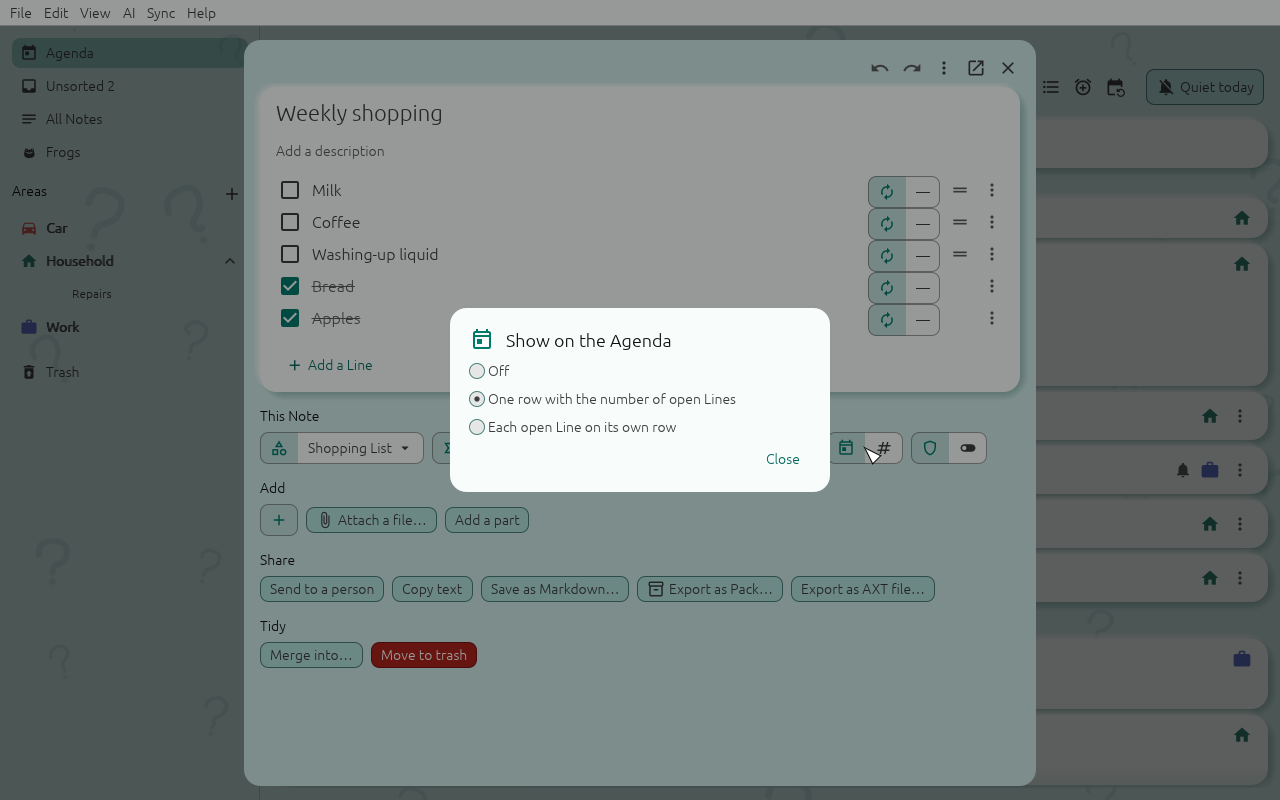 File Edit View AI Sync Help
Agenda
Unsorted 2
All Notes
Frogs
Areas
Car
Household
Repairs
Work
Trash
Quiet today
Weekly shopping
Add a description
Milk
Coffee
Washing-up liquid
Bread
Apples
Add a Line
This Note
Shopping List
Add
Attach a file...
Add a part
Share
Send to a person
Copy text
Save as Markdown...
Export as Pack...
Export as AXT file...
Tidy
Merge into...
Move to trash
Show on the Agenda
Off
One row with the number of open Lines
Each open Line on its own row
Close